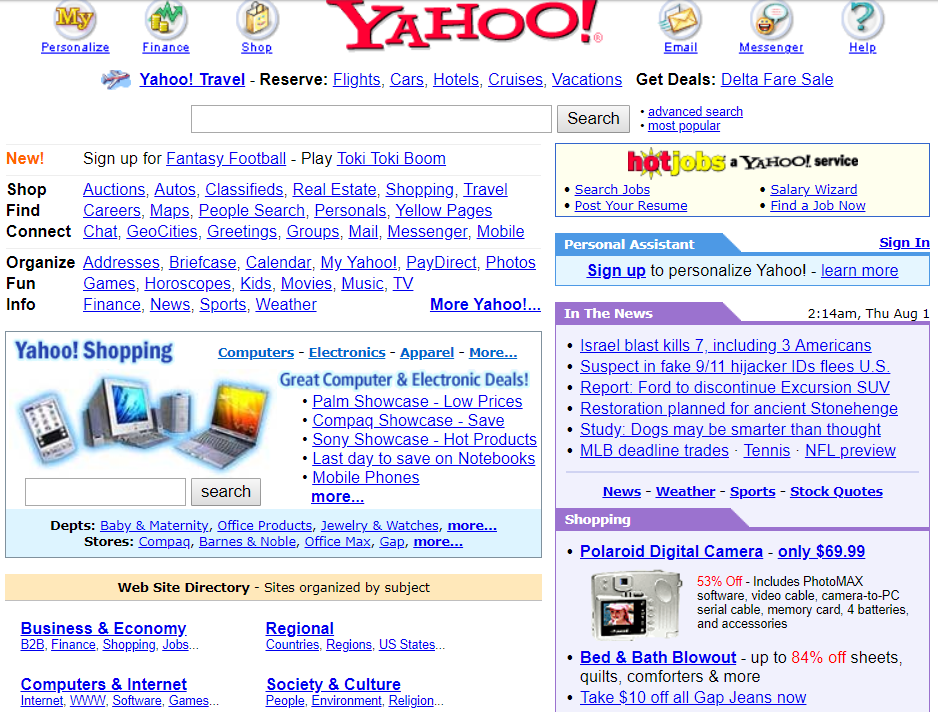 My
YAHOO!®
Personalize Finance Shop Email Messenger Help
Yahoo! Travel - Reserve: Flights, Cars, Hotels, Cruises, Vacations Get Deals: Delta Fare Sale
Search
• advanced search
• most popular
New! Sign up for Fantasy Football - Play Toki Toki Boom
Shop Auctions, Autos, Classifieds, Real Estate, Shopping, Travel
Find Careers, Maps, People Search, Personals, Yellow Pages
Connect Chat, GeoCities, Greetings, Groups, Mail, Messenger, Mobile
Organize Addresses, Briefcase, Calendar, My Yahoo!, PayDirect, Photos
Fun Games, Horoscopes, Kids, Movies, Music, TV
Info Finance, News, Sports, Weather More Yahoo!...
Yahoo! Shopping
Computers - Electronics - Apparel - More...
Great Computer & Electronic Deals!
• Palm Showcase - Low Prices
• Compaq Showcase - Save
• Sony Showcase - Hot Products
• Last day to save on Notebooks
• Mobile Phones
more...
search
Depts: Baby & Maternity, Office Products, Jewelry & Watches, more...
Stores: Compaq, Barnes & Noble, Office Max, Gap, more...
Web Site Directory - Sites organized by subject
Business & Economy
B2B, Finance, Shopping, Jobs...
Regional
Countries, Regions, US States...
Computers & Internet
Internet, WWW, Software, Games...
Society & Culture
People, Environment, Religion...
hotjobs a YAHOO! service
• Search Jobs • Salary Wizard
• Post Your Resume • Find a Job Now
Personal Assistant Sign In
Sign up to personalize Yahoo! - learn more
In The News 2:14am, Thu Aug 1
• Israel blast kills 7, including 3 Americans
• Suspect in fake 9/11 hijacker IDs flees U.S.
• Report: Ford to discontinue Excursion SUV
• Restoration planned for ancient Stonehenge
• Study: Dogs may be smarter than thought
• MLB deadline trades · Tennis · NFL preview
News - Weather - Sports - Stock Quotes
Shopping
• Polaroid Digital Camera - only $69.99
53% Off - Includes PhotoMAX
software, video cable, camera-to-PC
serial cable, memory card, 4 batteries,
and accessories
• Bed & Bath Blowout - up to 84% off sheets,
quilts, comforters & more
• Take $10 off all Gap Jeans now